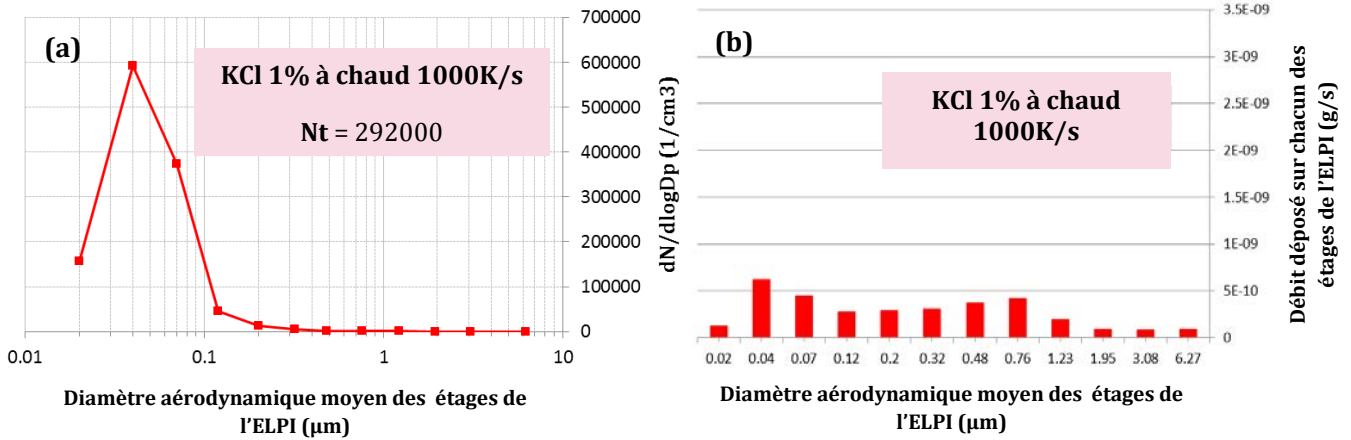 (a)
KCl 1% à chaud 1000K/s
Nt = 292000
700000
600000
500000
400000
300000
200000
100000
0
dN/dlogDp (1/cm3)
0.01 0.1 1 10
Diamètre aérodynamique moyen des étages de
l'ELPI (µm)
(b)
KCl 1% à chaud
1000K/s
3.5E-09
3E-09
2.5E-09
2E-09
1.5E-09
1E-09
5E-10
0
Débit déposé sur chacun des
étages de l'ELPI (g/s)
0.02 0.04 0.07 0.12 0.2 0.32 0.48 0.76 1.23 1.95 3.08 6.27
Diamètre aérodynamique moyen des étages de
l'ELPI (µm)